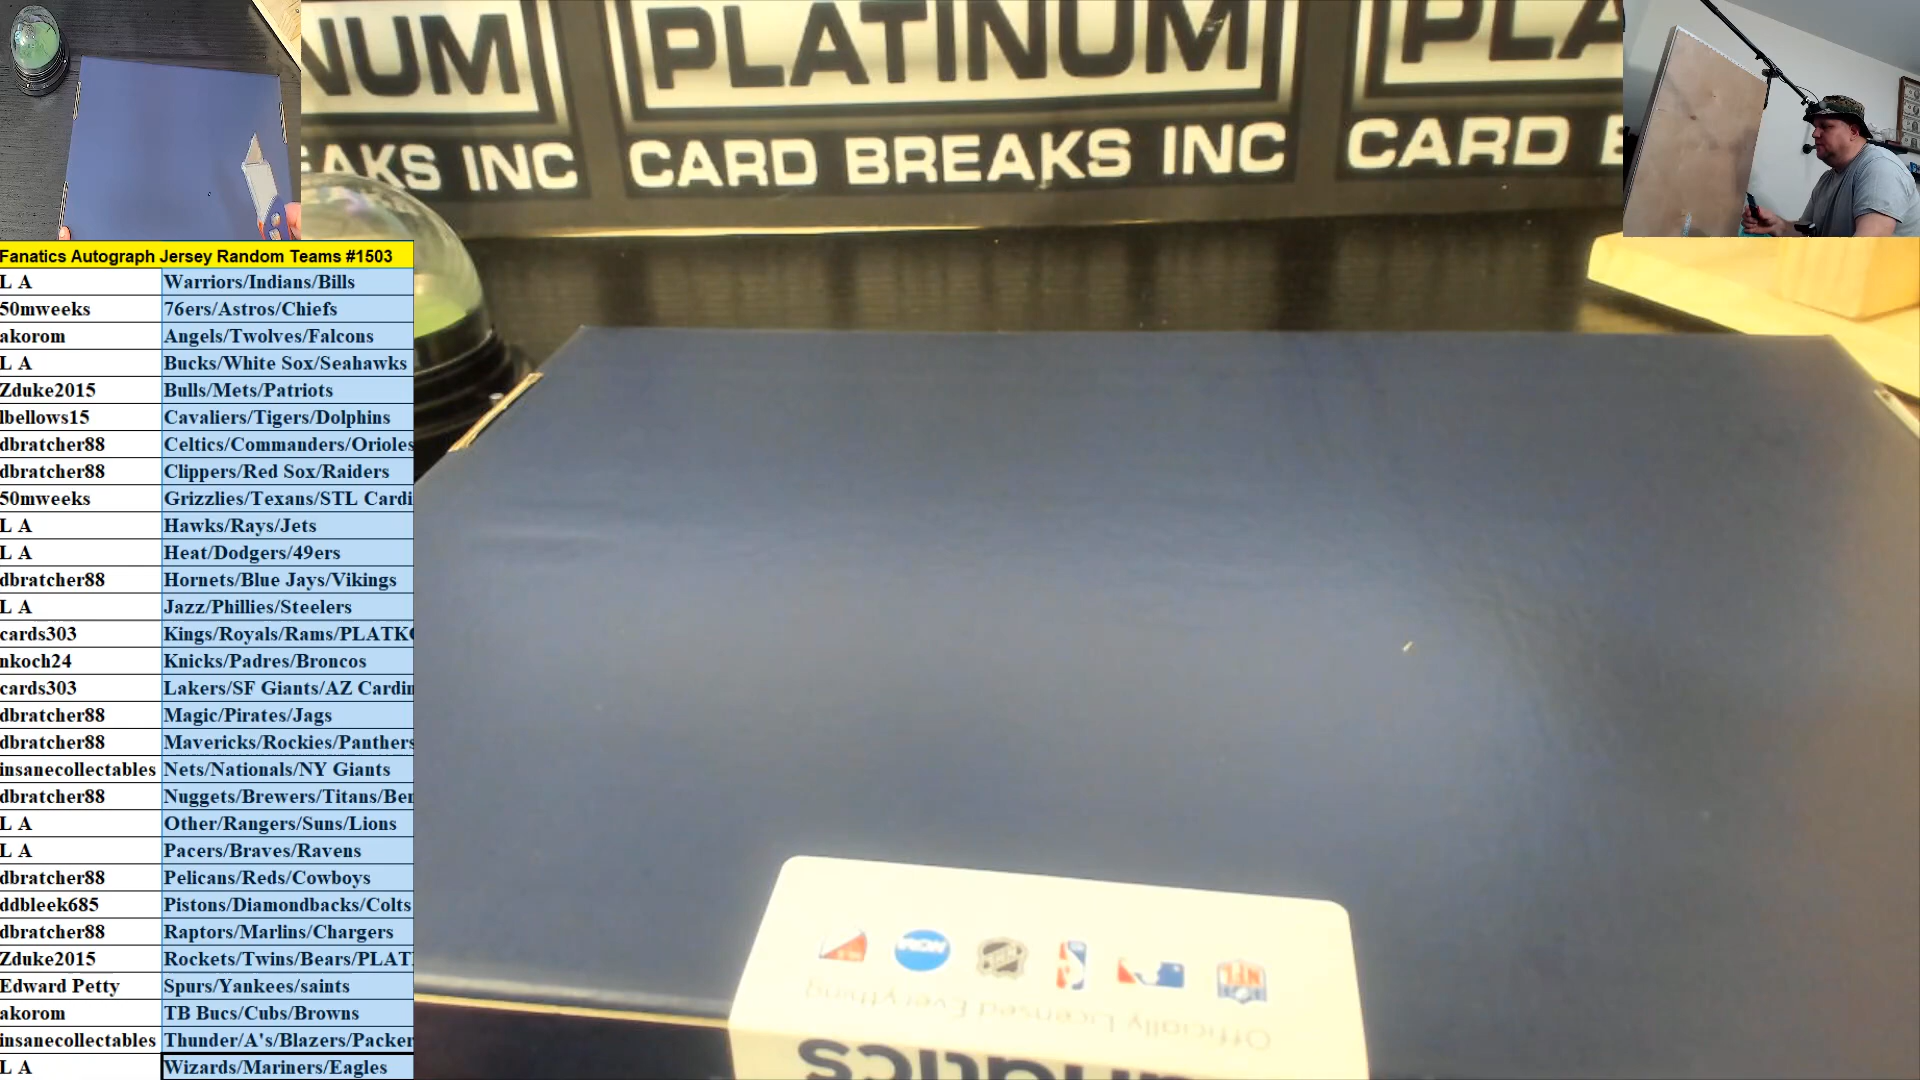 NUM PLATINUM PLA
AKS INC CARD BREAKS INC CARD B
Fanatics Autograph Jersey Random Teams #1503
L A Warriors/Indians/Bills
50mweeks 76ers/Astros/Chiefs
akorom Angels/Twolves/Falcons
L A Bucks/White Sox/Seahawks
Zduke2015 Bulls/Mets/Patriots
lbellows15 Cavaliers/Tigers/Dolphins
dbratcher88 Celtics/Commanders/Orioles
dbratcher88 Clippers/Red Sox/Raiders
50mweeks Grizzlies/Texans/STL Cardi
L A Hawks/Rays/Jets
L A Heat/Dodgers/49ers
dbratcher88 Hornets/Blue Jays/Vikings
L A Jazz/Phillies/Steelers
cards303 Kings/Royals/Rams/PLATK
nkoch24 Knicks/Padres/Broncos
cards303 Lakers/SF Giants/AZ Cardin
dbratcher88 Magic/Pirates/Jags
dbratcher88 Mavericks/Rockies/Panthers
insanecollectables Nets/Nationals/NY Giants
dbratcher88 Nuggets/Brewers/Titans/Ben
L A Other/Rangers/Suns/Lions
L A Pacers/Braves/Ravens
dbratcher88 Pelicans/Reds/Cowboys
ddbleek685 Pistons/Diamondbacks/Colts
dbratcher88 Raptors/Marlins/Chargers
Zduke2015 Rockets/Twins/Bears/PLAT
Edward Petty Spurs/Yankees/saints
akorom TB Bucs/Cubs/Browns
insanecollectables Thunder/A's/Blazers/Packer
L A Wizards/Mariners/Eagles
Officially Licensed Everything
fanatics